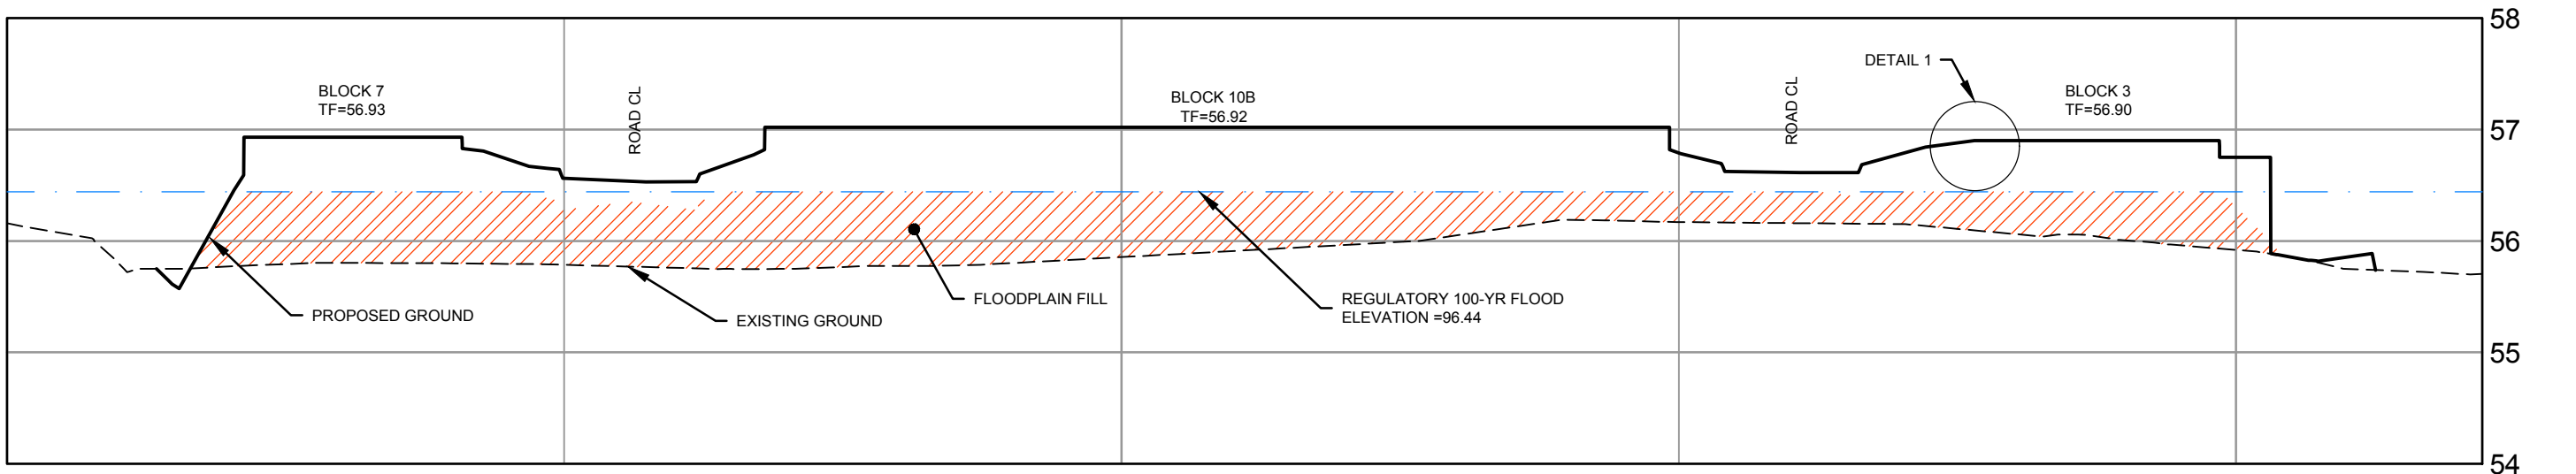 58
DETAIL 1
BLOCK 7
TF=56.93
ROAD CL
BLOCK 10B
TF=56.92
ROAD CL
BLOCK 3
TF=56.90
57
56
PROPOSED GROUND
EXISTING GROUND
FLOODPLAIN FILL
REGULATORY 100-YR FLOOD
ELEVATION =96.44
55
54